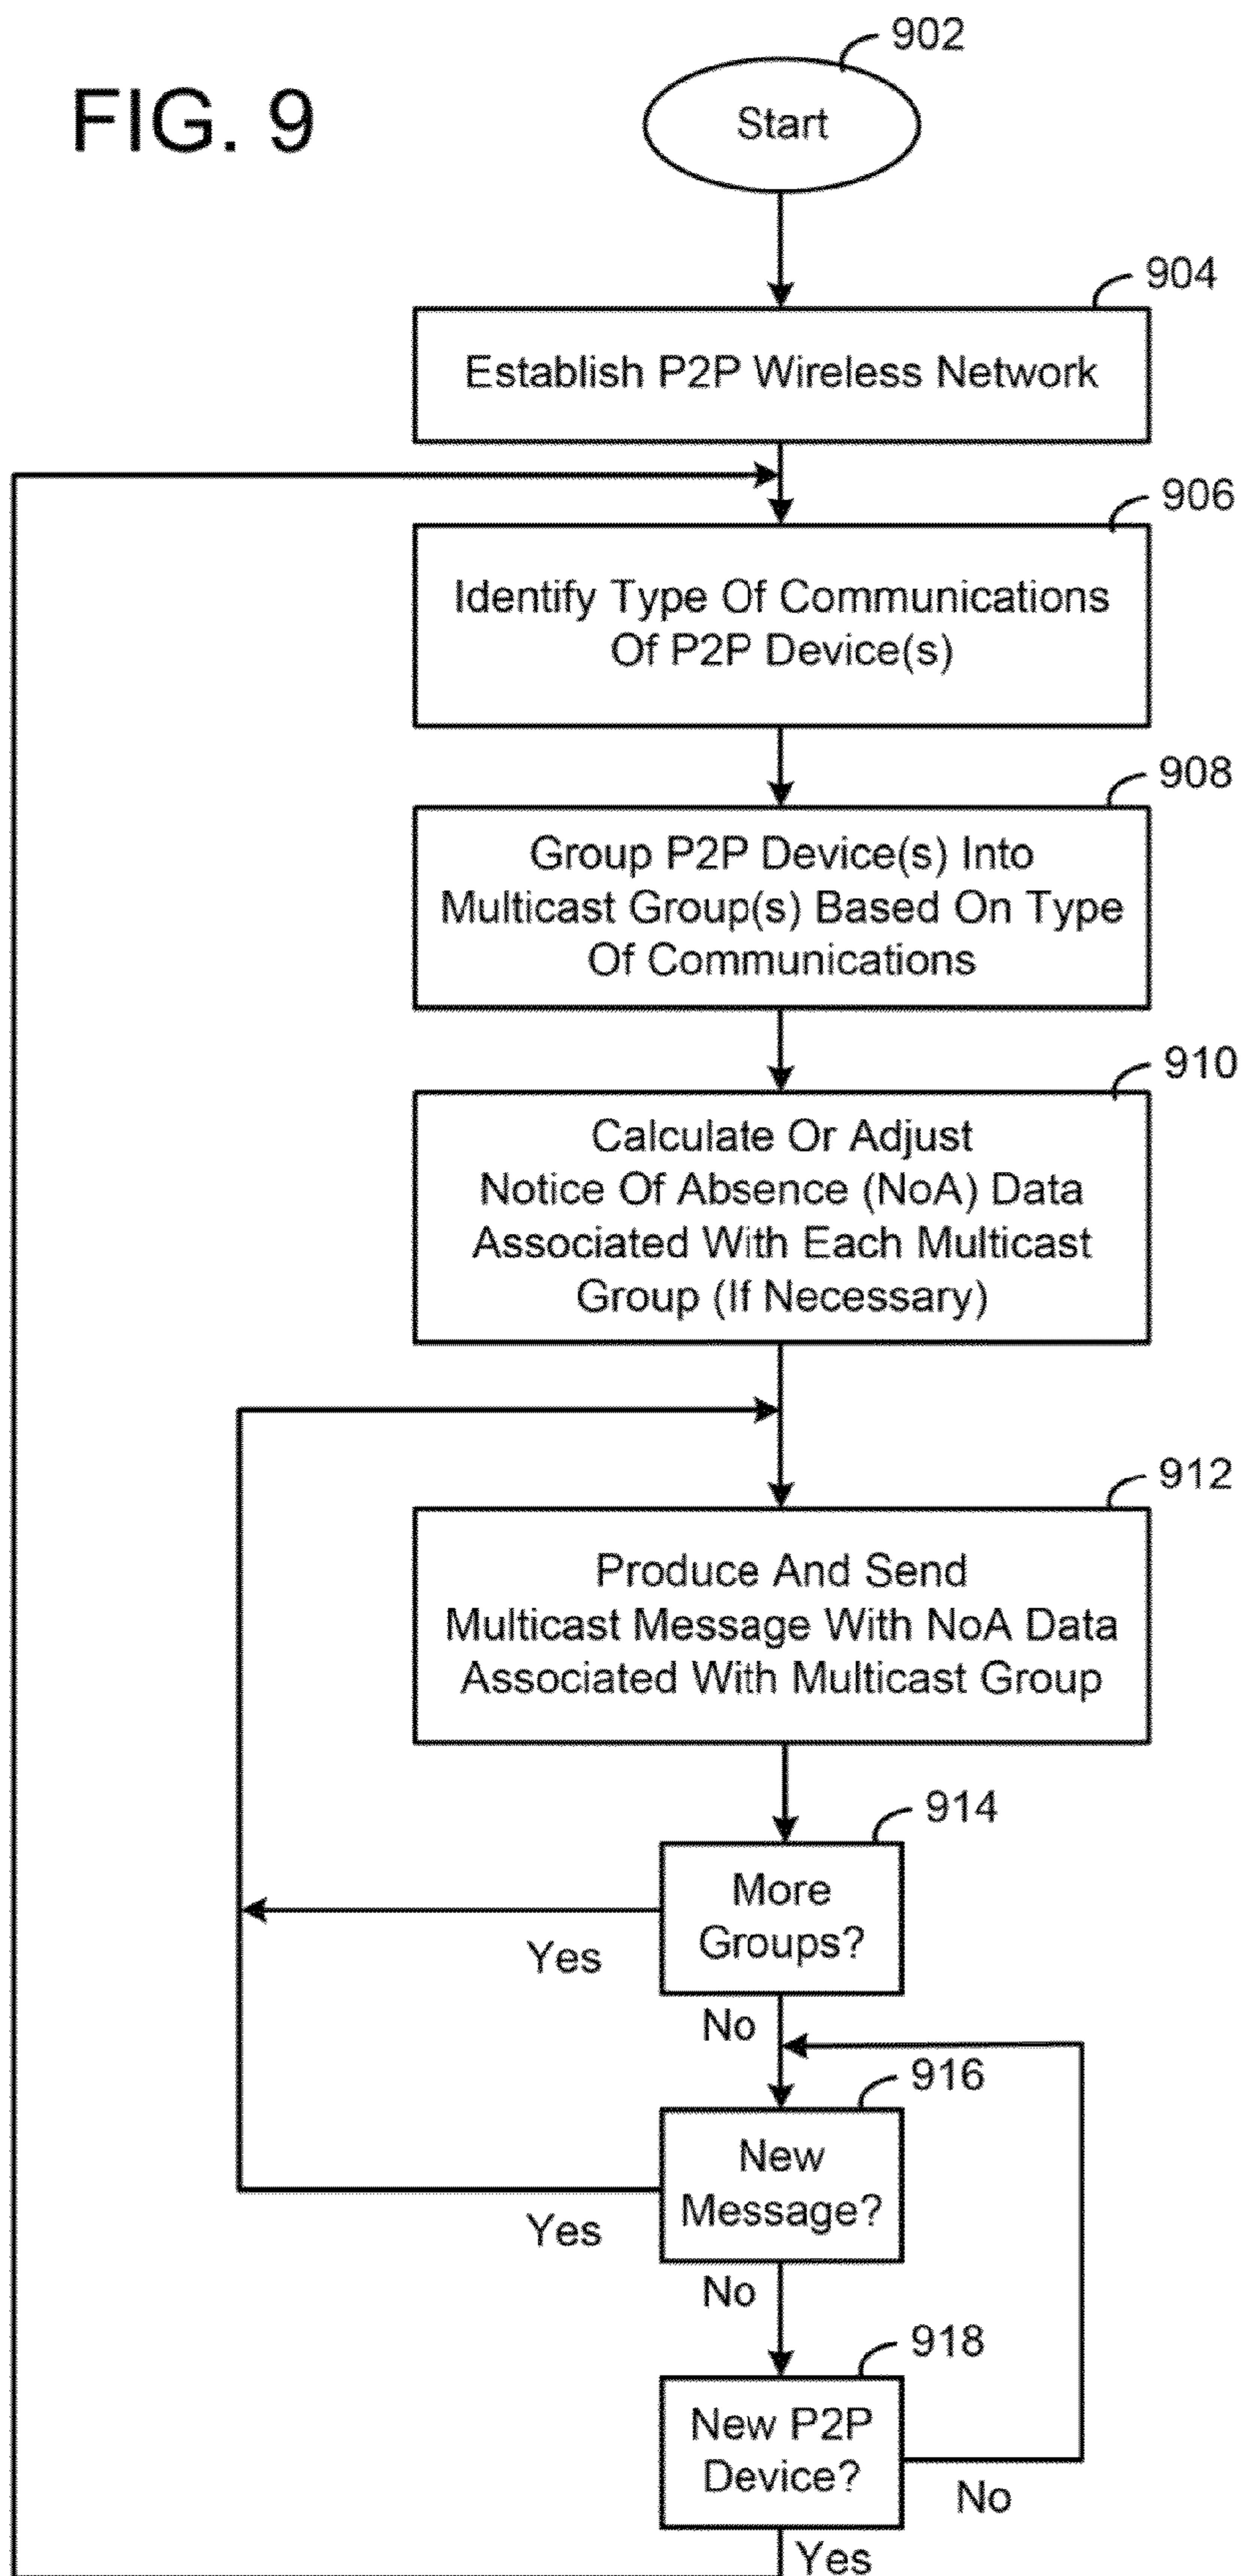 902
FIG. 9
Start
904
Establish P2P Wireless Network
906
Identify Type Of Communications
Of P2P Device(s)
908
Group P2P Device(s) Into
Multicast Group(s) Based On Type
Of Communications
910
Calculate Or Adjust
Notice Of Absence (NoA) Data
Associated With Each Multicast
Group (If Necessary)
912
Produce And Send
Multicast Message With NoA Data
Associated With Multicast Group
914
More
Groups?
Yes
No
916
New
Message?
Yes
No
918
New P2P
Device?
No
Yes